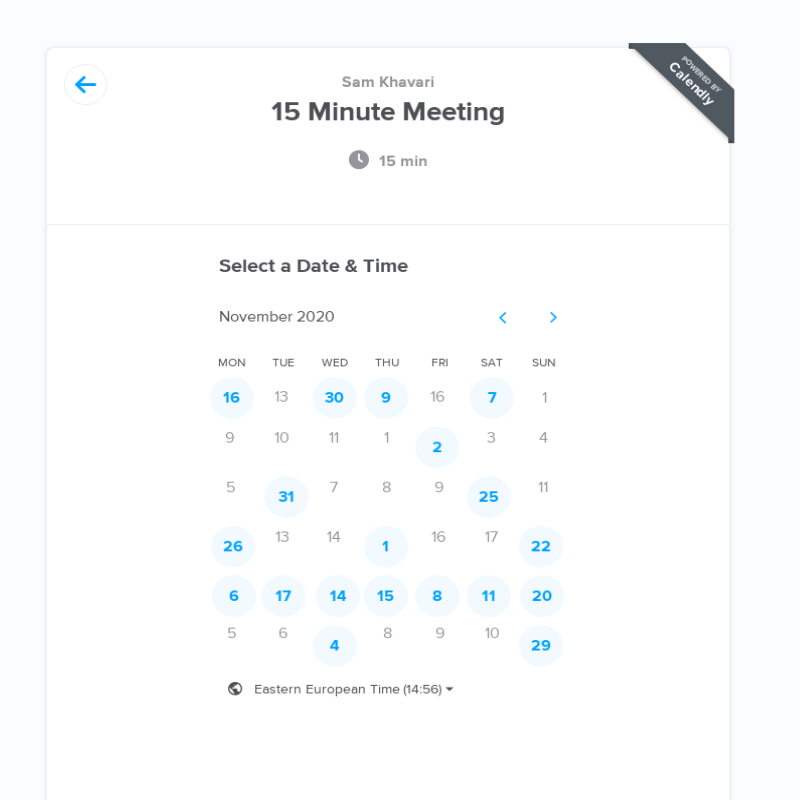 POWERED BY
Calendly
Sam Khavari
15 Minute Meeting
15 min
Select a Date & Time
November 2020
MON TUE WED THU FRI SAT SUN
16 13 30 9 16 7 1
9 10 11 1 2 3 4
5 31 7 8 9 25 11
26 13 14 1 16 17 22
6 17 14 15 8 11 20
5 6 4 8 9 10 29
Eastern European Time (14:56)